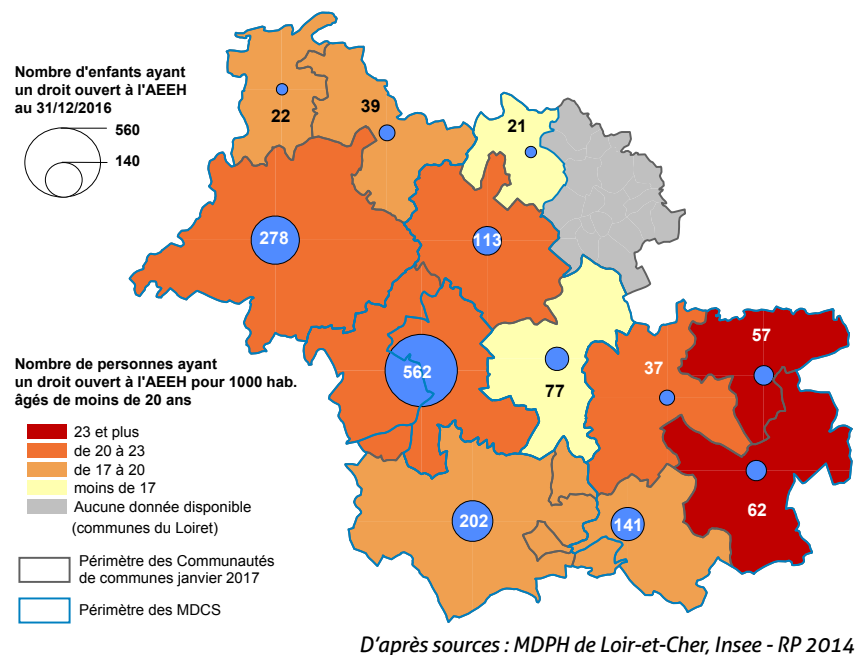 Nombre d'enfants ayant
un droit ouvert à l'AEEH
au 31/12/2016
560
140
22
39
21
278
113
562
77
37
57
62
202
141
Nombre de personnes ayant
un droit ouvert à l'AEEH pour 1000 hab.
âgés de moins de 20 ans
23 et plus
de 20 à 23
de 17 à 20
moins de 17
Aucune donnée disponible
(communes du Loiret)
Périmètre des Communautés
de communes janvier 2017
Périmètre des MDCS
D'après sources : MDPH de Loir-et-Cher, Insee - RP 2014